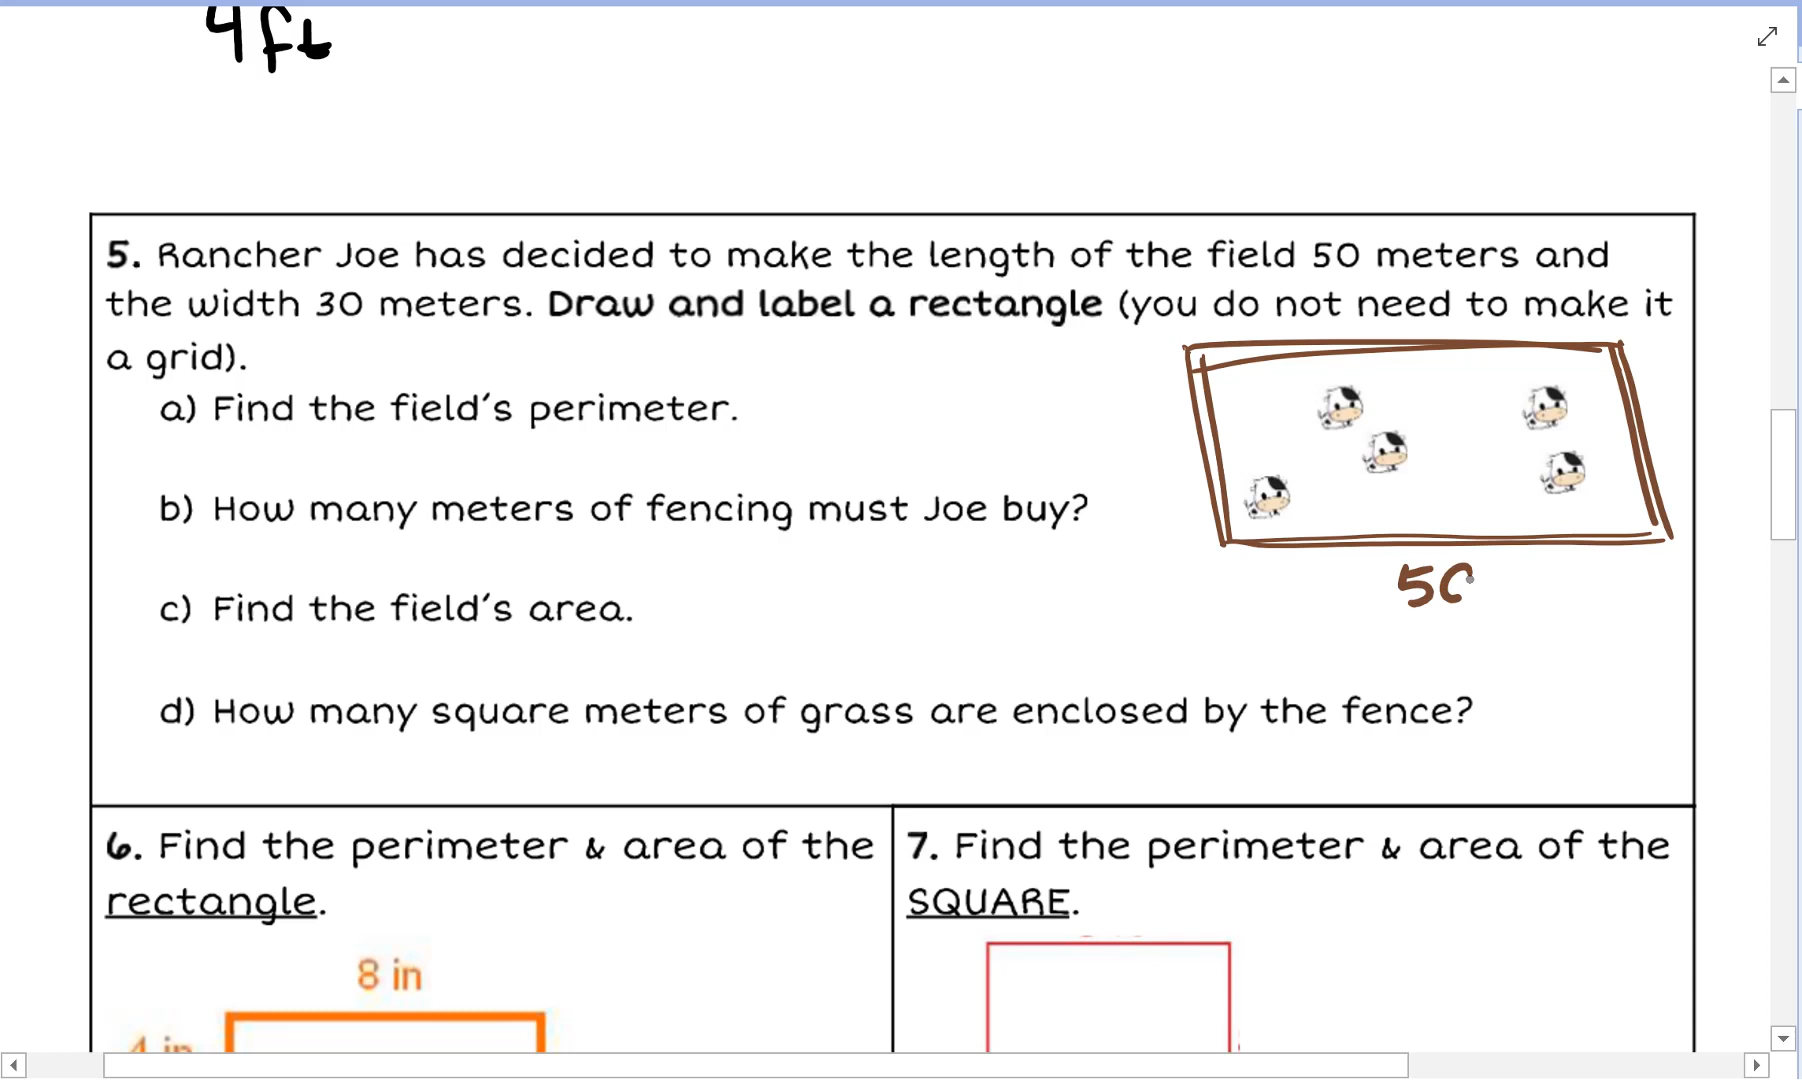 4ft
5. Rancher Joe has decided to make the length of the field 50 meters and
the width 30 meters. Draw and label a rectangle (you do not need to make it
a grid).
a) Find the field's perimeter.
b) How many meters of fencing must Joe buy?
50
c) Find the field's area.
d) How many square meters of grass are enclosed by the fence?
6. Find the perimeter & area of the
rectangle.
8 in
4 in
7. Find the perimeter & area of the
SQUARE.